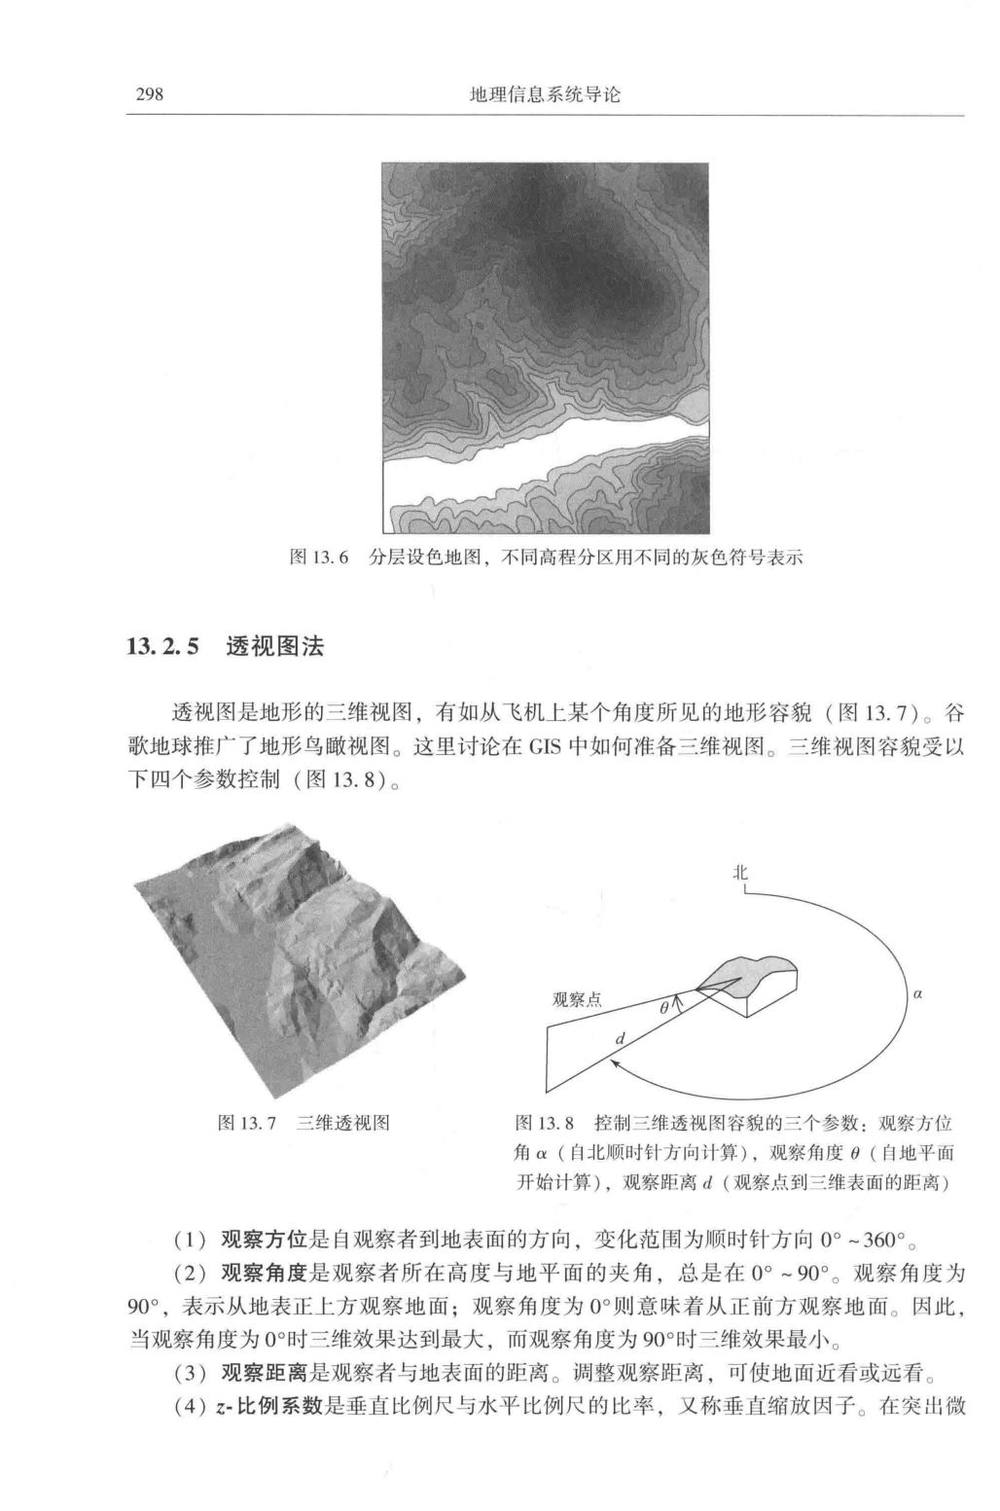 298
地理信息系统导论
图 13.6 分层设色地图，不同高程分区用不同的灰色符号表示
13.2.5 透视图法
透视图是地形的三维视图，有如从飞机上某个角度所见的地形容貌（图 13.7）。谷
歌地球推广了地形鸟瞰视图。这里讨论在 GIS 中如何准备三维视图。三维视图容貌受以
下四个参数控制（图 13.8）。
北
观察点
θ
α
d
图 13.7 三维透视图
图 13.8 控制三维透视图容貌的三个参数：观察方位
角 α（自北顺时针方向计算），观察角度 θ（自地平面
开始计算），观察距离 d（观察点到三维表面的距离）
（1）观察方位是自观察者到地表面的方向，变化范围为顺时针方向 0°~360°。
（2）观察角度是观察者所在高度与地平面的夹角，总是在 0°~90°。观察角度为
90°，表示从地表正上方观察地面；观察角度为 0°则意味着从正前方观察地面。因此，
当观察角度为 0°时三维效果达到最大，而观察角度为 90°时三维效果最小。
（3）观察距离是观察者与地表面的距离。调整观察距离，可使地面近看或远看。
（4）z-比例系数是垂直比例尺与水平比例尺的比率，又称垂直缩放因子。在突出微